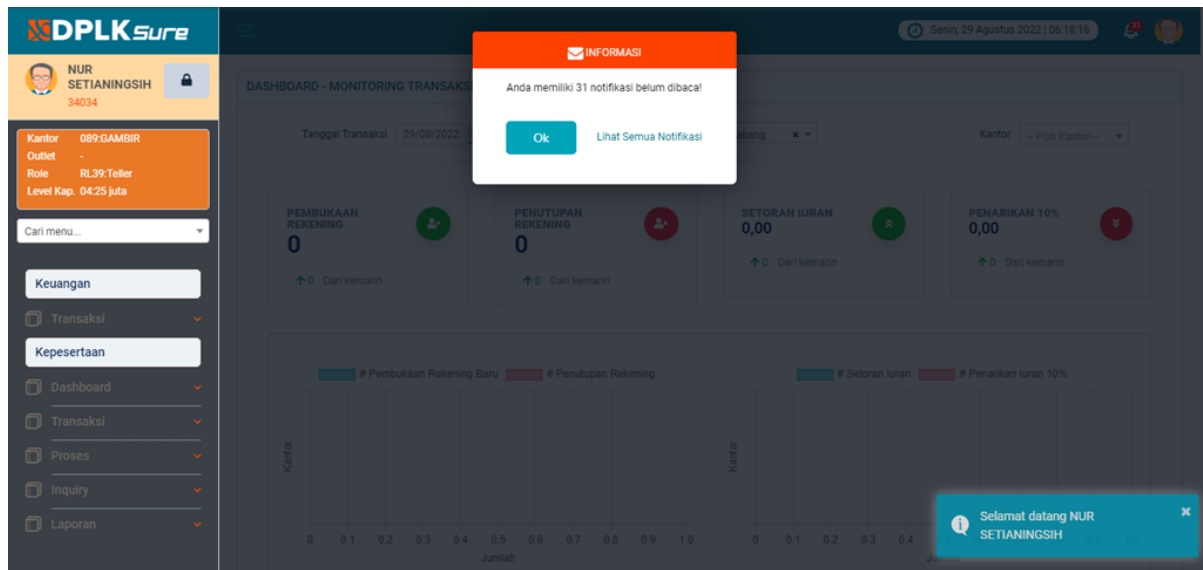 DPLKSure
NUR
SETIANINGSIH
34034
Kantor 089:GAMBIR
Outlet -
Role RL39:Teller
Level Kap. 04:25 juta
Cari menu...
Keuangan
Transaksi
Kepesertaan
Dashboard
Transaksi
Proses
Inquiry
Laporan
Senin, 29 Agustus 2022 | 06:18:16
31
INFORMASI
Anda memiliki 31 notifikasi belum dibaca!
Ok Lihat Semua Notifikasi
DASHBOARD - MONITORING TRANSAKS
Tanggal Transaksi 29/08/2022
abang x
Kantor -- Pilih Kantor --
PEMBUKAAN
REKENING
0
0 Dari kemarin
PENUTUPAN
REKENING
0
0 Dari kemarin
SETORAN IURAN
0,00
0 Dari kemarin
PENARIKAN 10%
0,00
0 Dari kemarin
# Pembukaan Rekening Baru # Penutupan Rekening
Kantor
0 0.1 0.2 0.3 0.4 0.5 0.6 0.7 0.8 0.9 1.0
Jumlah
# Setoran Iuran # Penarikan Iuran 10%
Kantor
0 0.1 0.2 0.3 0.4
Selamat datang NUR
SETIANINGSIH